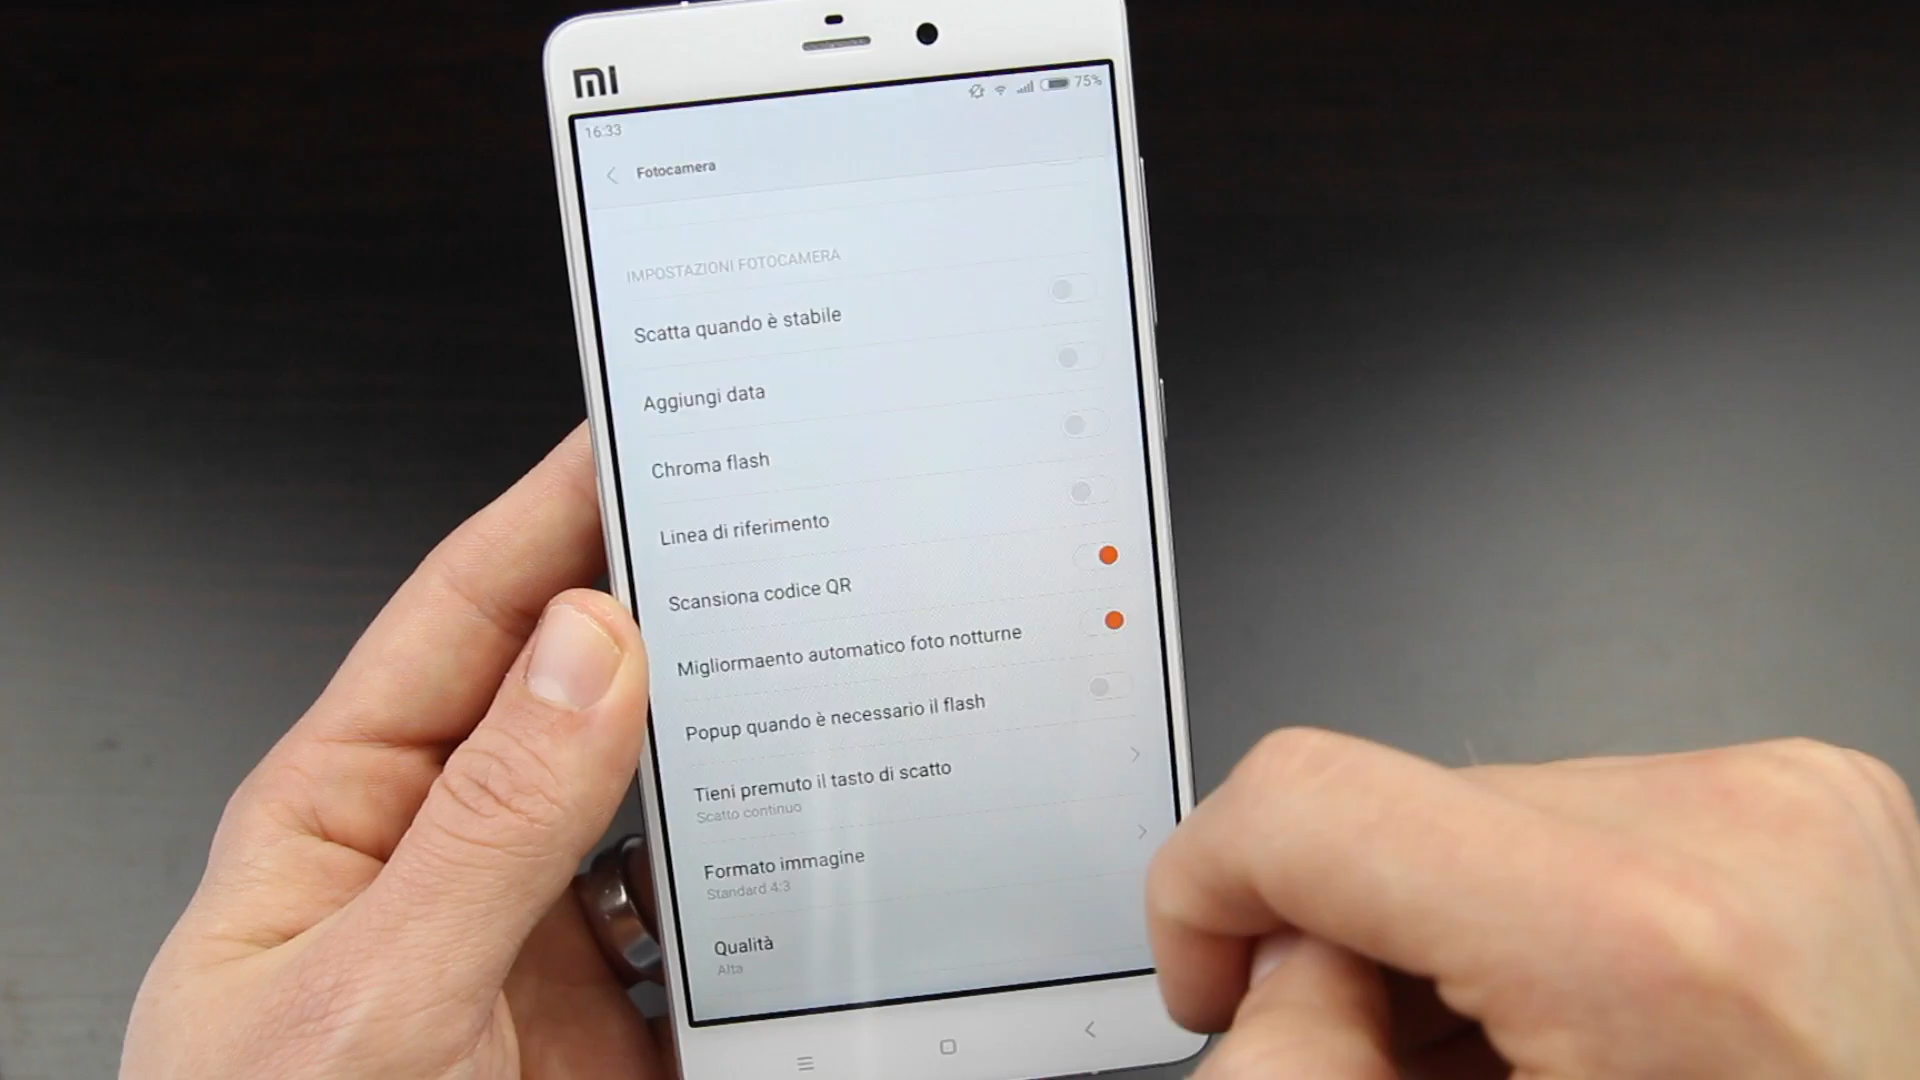 mi
16:33
75%
Fotocamera
IMPOSTAZIONI FOTOCAMERA
Scatta quando è stabile
Aggiungi data
Chroma flash
Linea di riferimento
Scansiona codice QR
Migliormaento automatico foto notturne
Popup quando è necessario il flash
Tieni premuto il tasto di scatto
Scatto continuo
Formato immagine
Standard 4:3
Qualità
Alta